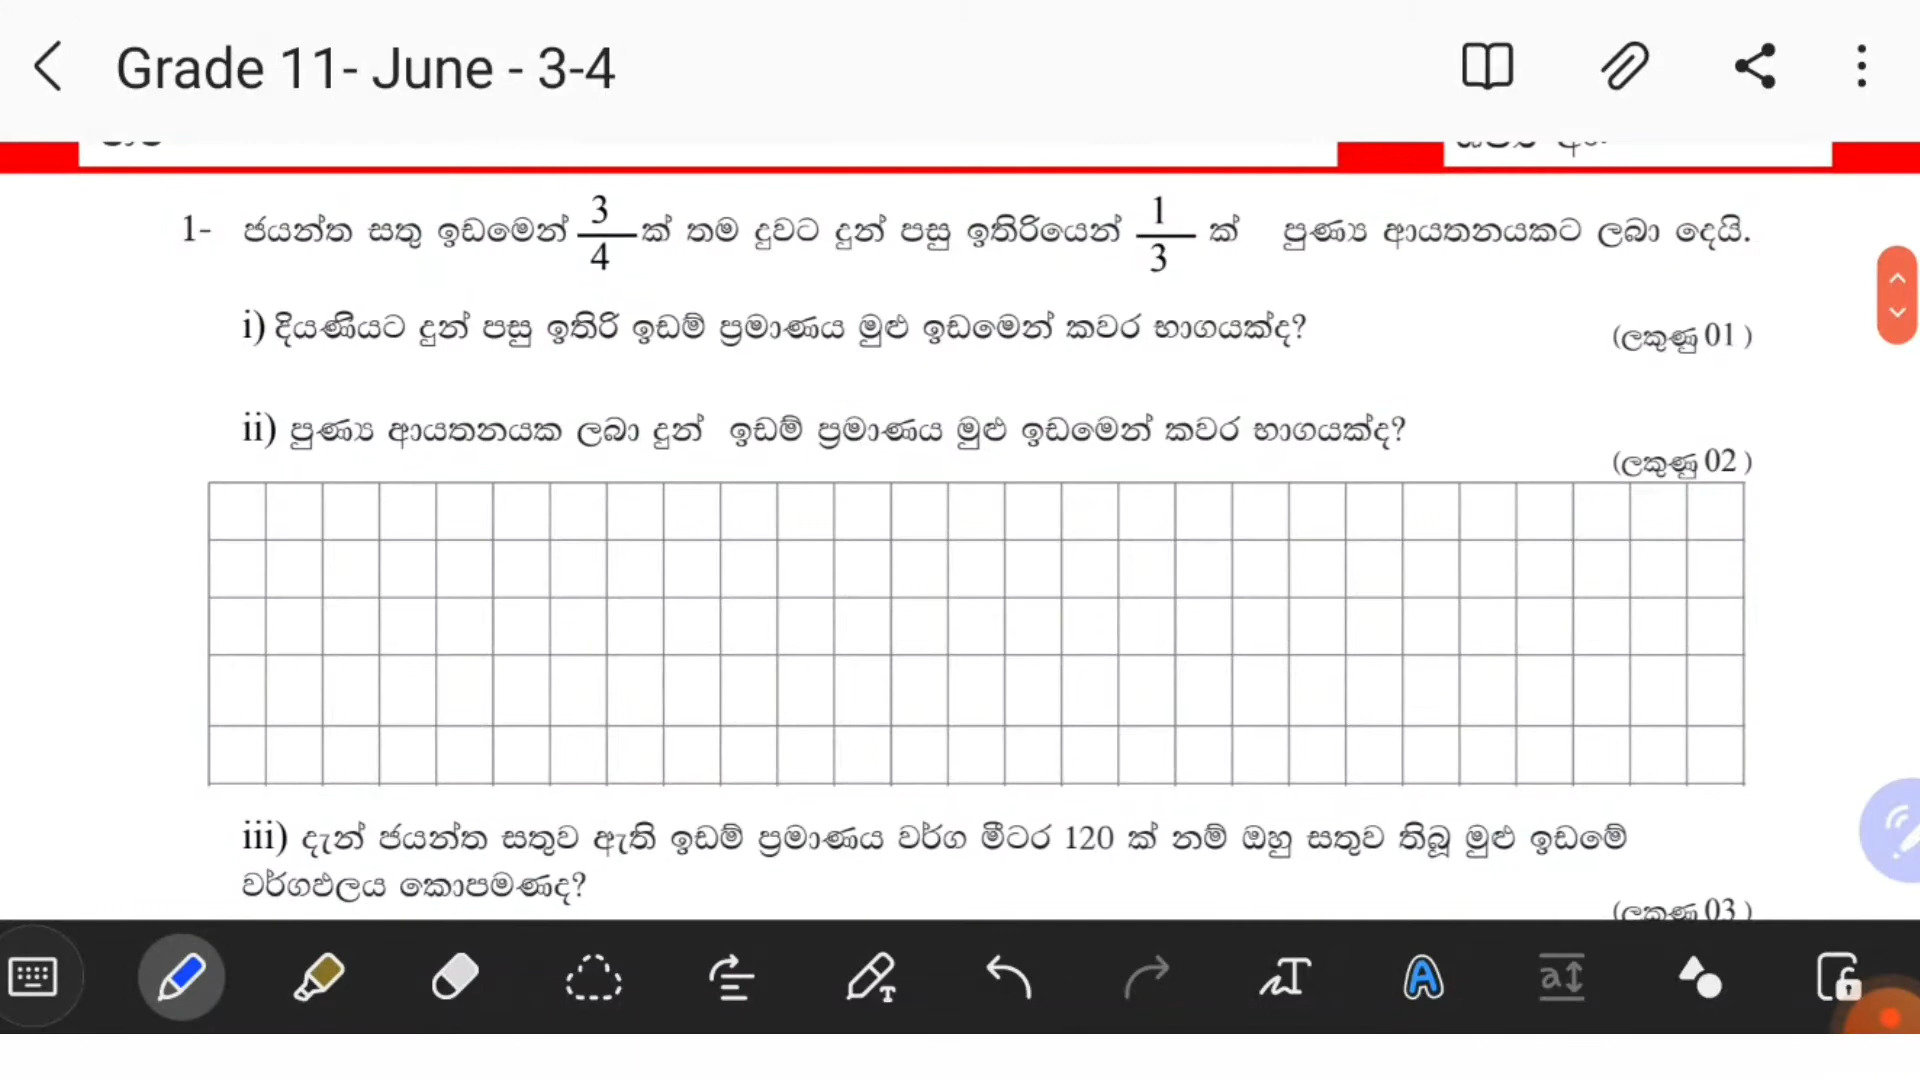 Grade 11- June - 3-4
1- ජයන්ත සතු ඉඩමෙන් 3/4 ක් තම දුවට දුන් පසු ඉතිරියෙන් 1/3 ක් පුණ්‍ය ආයතනයකට ලබා දෙයි.
i) දියණියට දුන් පසු ඉතිරි ඉඩම් ප්‍රමාණය මුළු ඉඩමෙන් කවර භාගයක්ද?
(ලකුණු 01 )
ii) පුණ්‍ය ආයතනයක ලබා දුන් ඉඩම් ප්‍රමාණය මුළු ඉඩමෙන් කවර භාගයක්ද?
(ලකුණු 02 )
iii) දැන් ජයන්ත සතුව ඇති ඉඩම් ප්‍රමාණය වර්ග මීටර 120 ක් නම් ඔහු සතුව තිබූ මුළු ඉඩමේ
වර්ගඵලය කොපමණද?
(ලකුණු 03 )